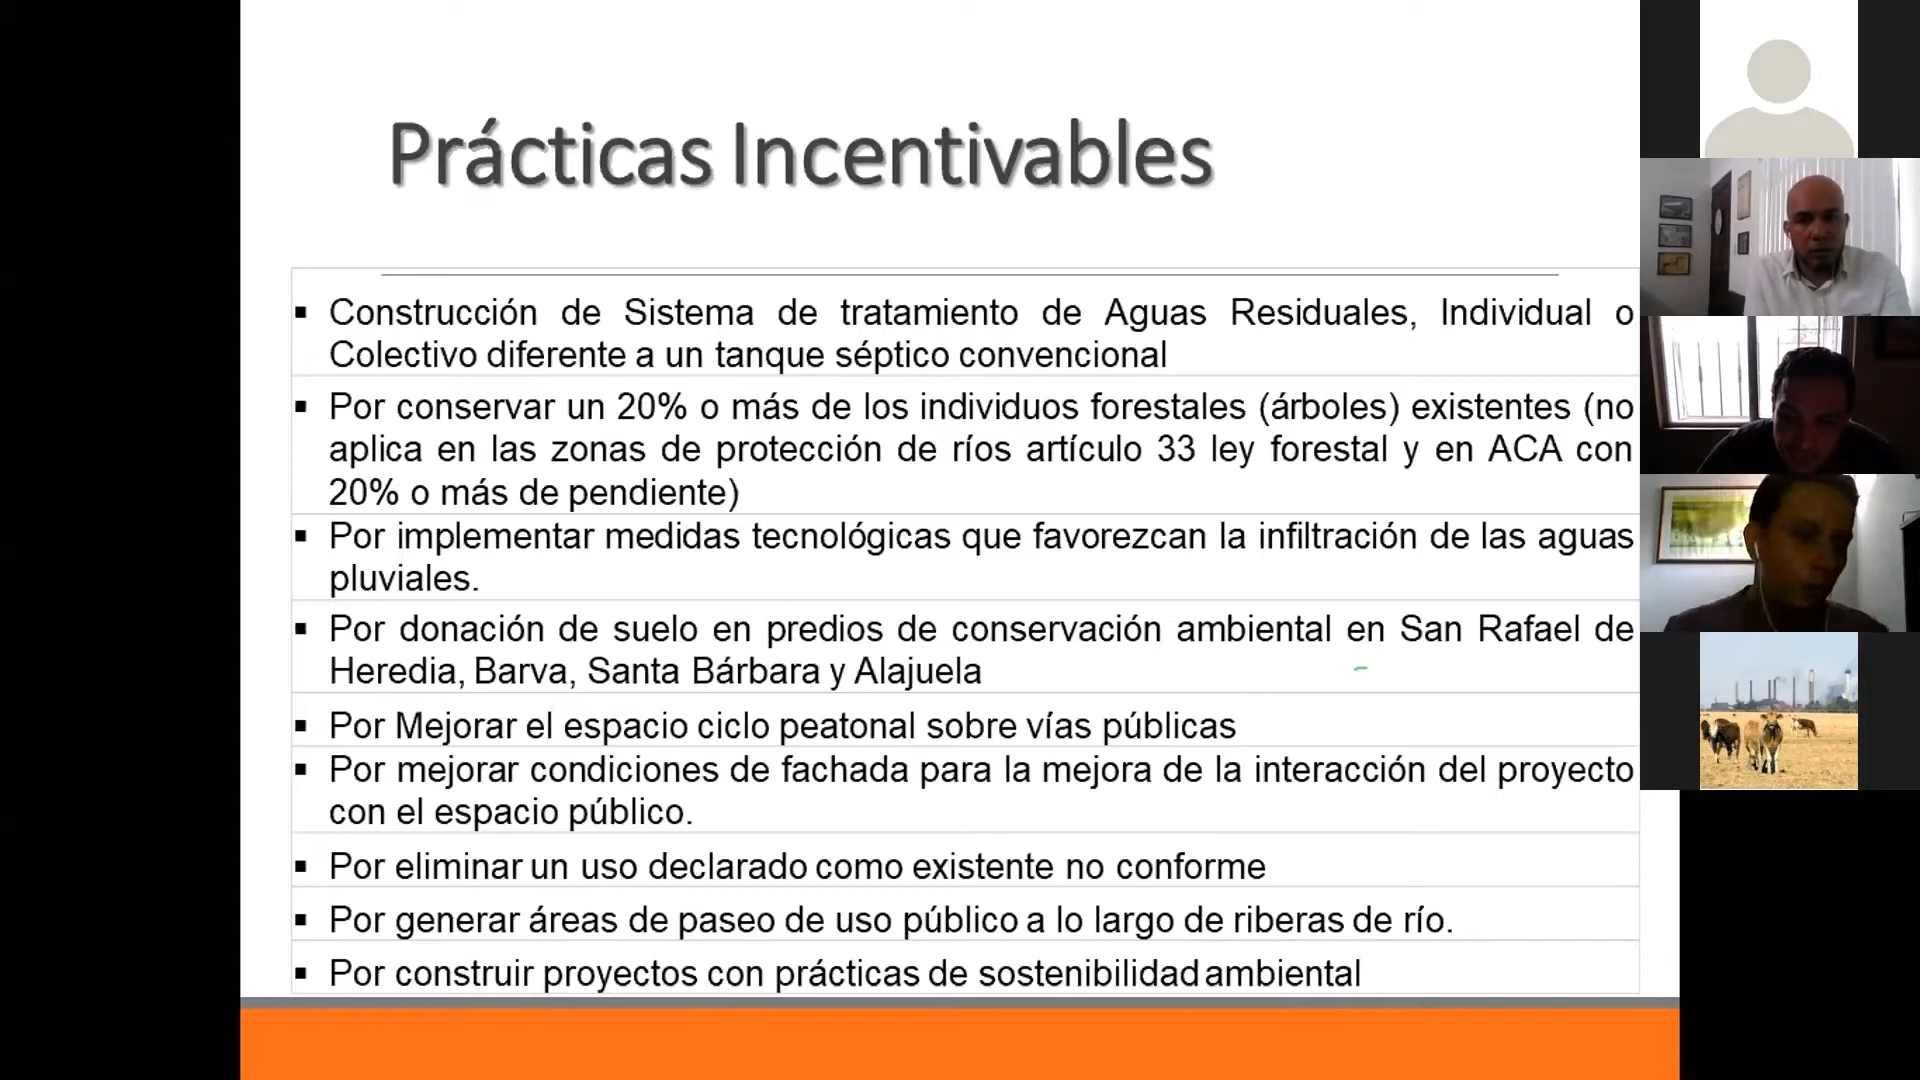 Prácticas Incentivables
▪ Construcción de Sistema de tratamiento de Aguas Residuales, Individual o
Colectivo diferente a un tanque séptico convencional
▪ Por conservar un 20% o más de los individuos forestales (árboles) existentes (no
aplica en las zonas de protección de ríos artículo 33 ley forestal y en ACA con
20% o más de pendiente)
▪ Por implementar medidas tecnológicas que favorezcan la infiltración de las aguas
pluviales.
▪ Por donación de suelo en predios de conservación ambiental en San Rafael de
Heredia, Barva, Santa Bárbara y Alajuela
▪ Por Mejorar el espacio ciclo peatonal sobre vías públicas
▪ Por mejorar condiciones de fachada para la mejora de la interacción del proyecto
con el espacio público.
▪ Por eliminar un uso declarado como existente no conforme
▪ Por generar áreas de paseo de uso público a lo largo de riberas de río.
▪ Por construir proyectos con prácticas de sostenibilidad ambiental